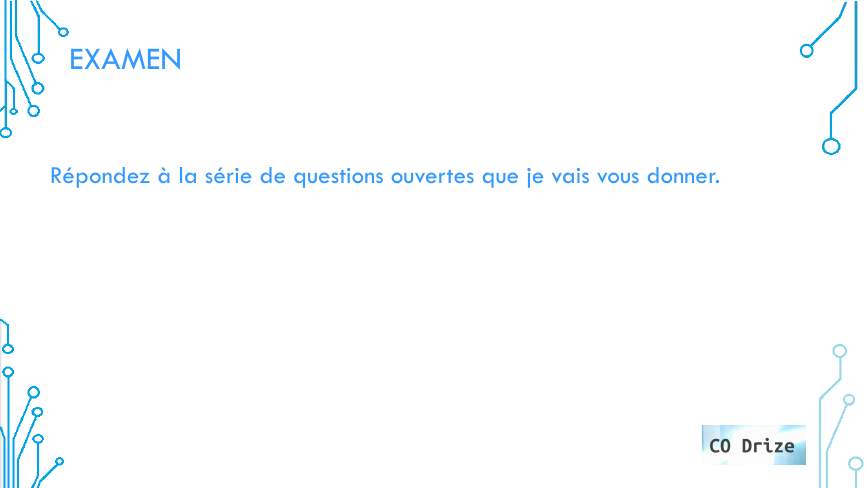 EXAMEN
Répondez à la série de questions ouvertes que je vais vous donner.
CO Drize